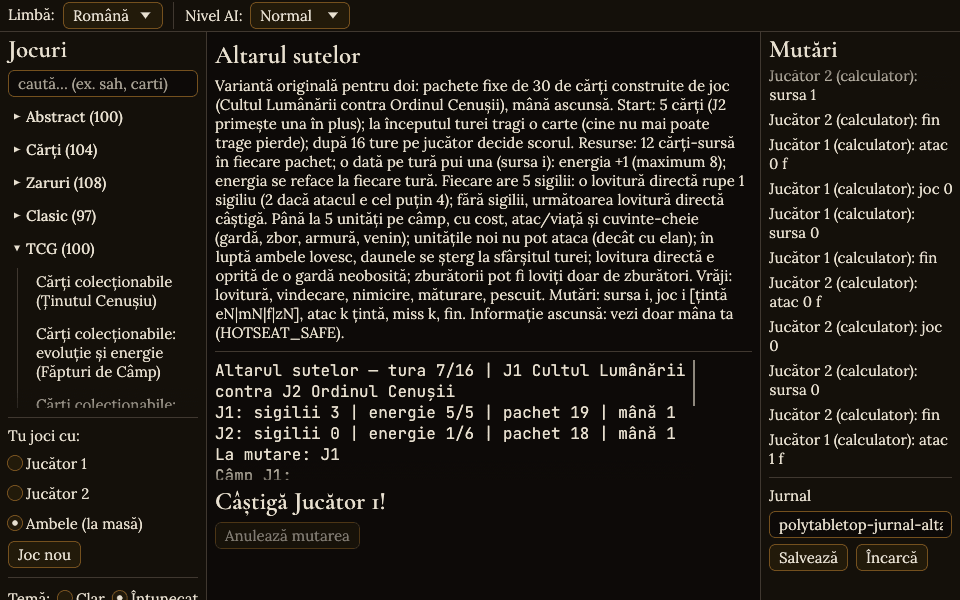 Limbă: Română ▼ Nivel AI: Normal ▼
Jocuri
caută... (ex. sah, carti)
▸ Abstract (100)
▸ Cărți (104)
▸ Zaruri (108)
▸ Clasic (97)
▾ TCG (100)
Cărți colecționabile
(Ținutul Cenușiu)
Cărți colecționabile:
evoluție și energie
(Făpturi de Câmp)
Cărți colecționabile:
Tu joci cu:
Jucător 1
Jucător 2
Ambele (la masă)
Joc nou
Temă: Clar Întunecat
Altarul sutelor
Variantă originală pentru doi: pachete fixe de 30 de cărți construite de joc
(Cultul Lumânării contra Ordinul Cenușii), mână ascunsă. Start: 5 cărți (J2
primește una în plus); la începutul turei tragi o carte (cine nu mai poate
trage pierde); după 16 ture pe jucător decide scorul. Resurse: 12 cărți-sursă
în fiecare pachet; o dată pe tură pui una (sursa i): energia +1 (maximum 8);
energia se reface la fiecare tură. Fiecare are 5 sigilii: o lovitură directă rupe 1
sigiliu (2 dacă atacul e cel puțin 4); fără sigilii, următoarea lovitură directă
câștigă. Până la 5 unități pe câmp, cu cost, atac/viață și cuvinte-cheie
(gardă, zbor, armură, venin); unitățile noi nu pot ataca (decât cu elan); în
luptă ambele lovesc, daunele se șterg la sfârșitul turei; lovitura directă e
oprită de o gardă neobosită; zburătorii pot fi loviți doar de zburători. Vrăji:
lovitură, vindecare, nimicire, măturare, pescuit. Mutări: sursa i, joc i [țintă
eN|mN|f|zN], atac k țintă, miss k, fin. Informație ascunsă: vezi doar mâna ta
(HOTSEAT_SAFE).
Altarul sutelor — tura 7/16 | J1 Cultul Lumânării
contra J2 Ordinul Cenușii
J1: sigilii 3 | energie 5/5 | pachet 19 | mână 1
J2: sigilii 0 | energie 1/6 | pachet 18 | mână 1
La mutare: J1
Câmp J1:
Câștigă Jucător 1!
Anulează mutarea
Mutări
Jucător 2 (calculator):
sursa 1
Jucător 2 (calculator): fin
Jucător 1 (calculator): atac
0 f
Jucător 1 (calculator): joc 0
Jucător 1 (calculator):
sursa 0
Jucător 1 (calculator): fin
Jucător 2 (calculator):
atac 0 f
Jucător 2 (calculator): joc
0
Jucător 2 (calculator):
sursa 0
Jucător 2 (calculator): fin
Jucător 1 (calculator): atac
1 f
Jurnal
polytabletop-jurnal-alta
Salvează Încarcă